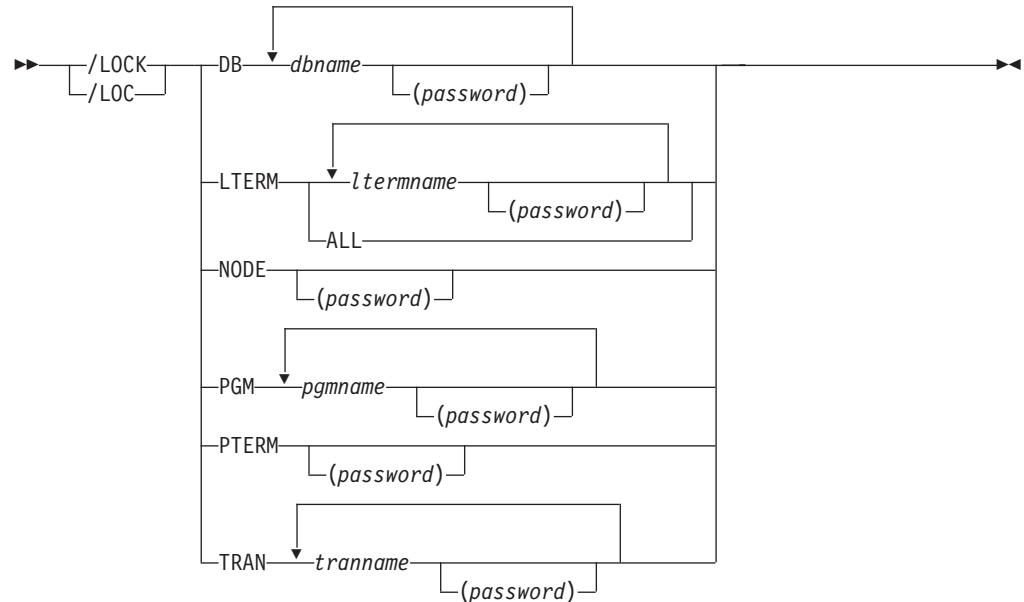 /LOCK DB dbname
/LOC (password)
LTERM ltermname
(password)
ALL
NODE
(password)
PGM pgmname
(password)
PTERM
(password)
TRAN tranname
(password)